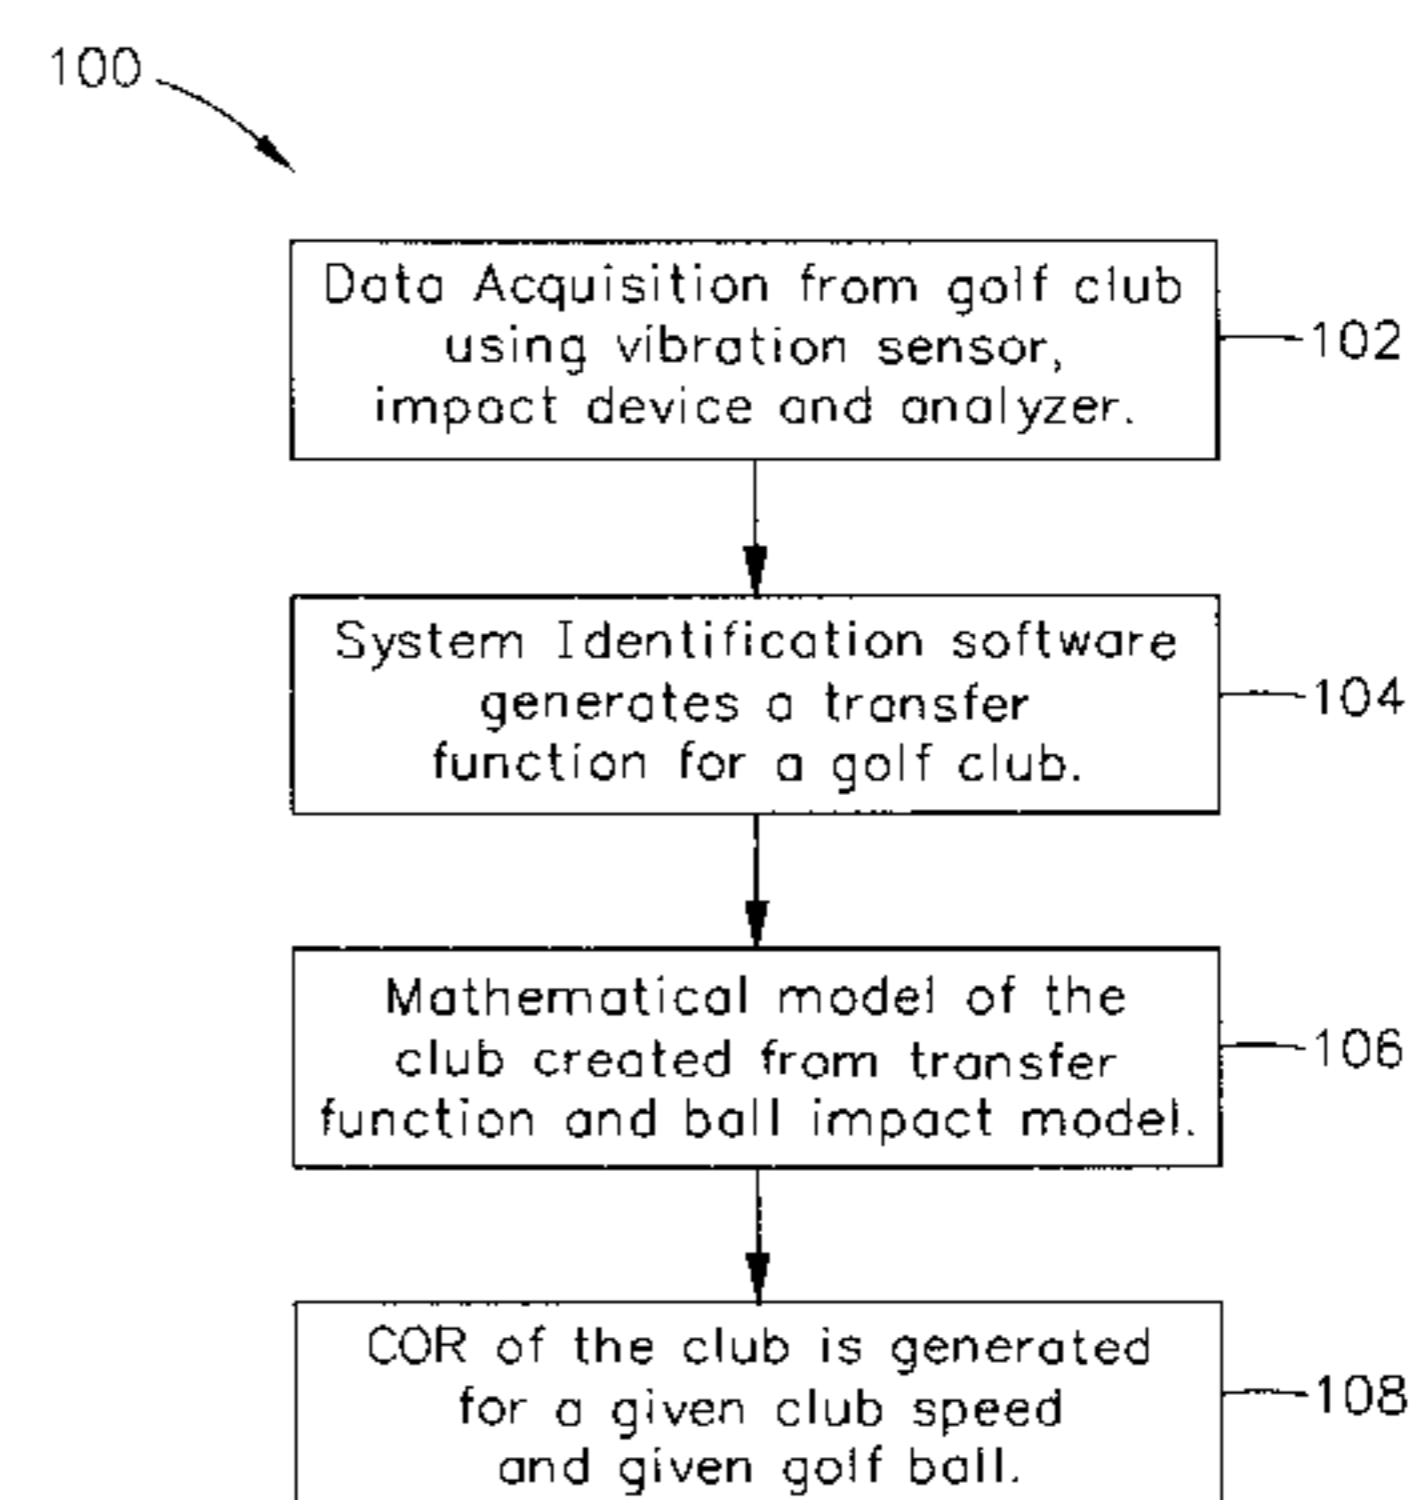 100
Data Acquisition from golf club
using vibration sensor,
impact device and analyzer.
102
System Identification software
generates a transfer
function for a golf club.
104
Mathematical model of the
club created from transfer
function and ball impact model.
106
COR of the club is generated
for a given club speed
and given golf ball.
108